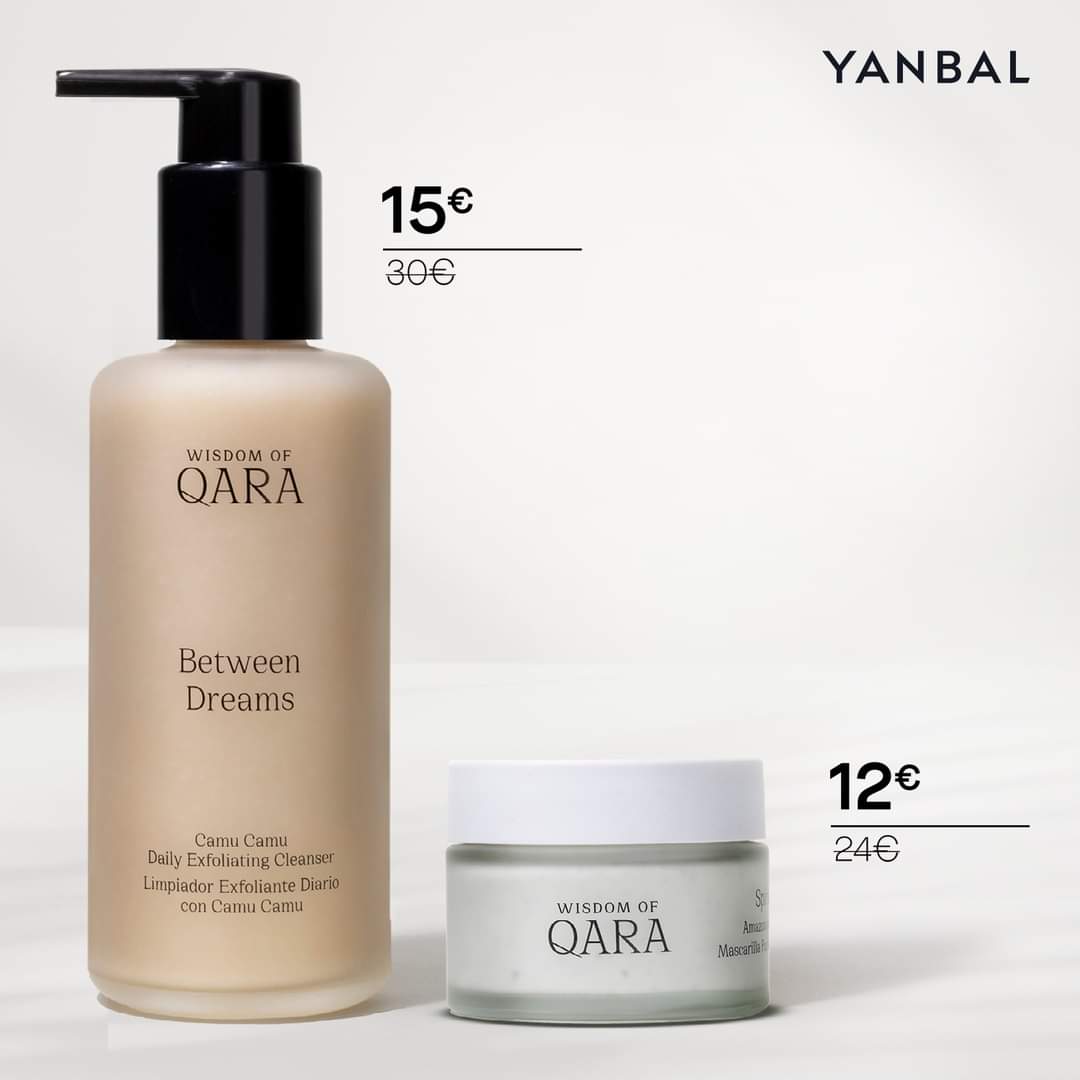 YANBAL
15€
30€
WISDOM OF
QARA
Between
Dreams
Camu Camu
Daily Exfoliating Cleanser
Limpiador Exfoliante Diario
con Camu Camu
12€
24€
WISDOM OF
QARA
Mascarilla